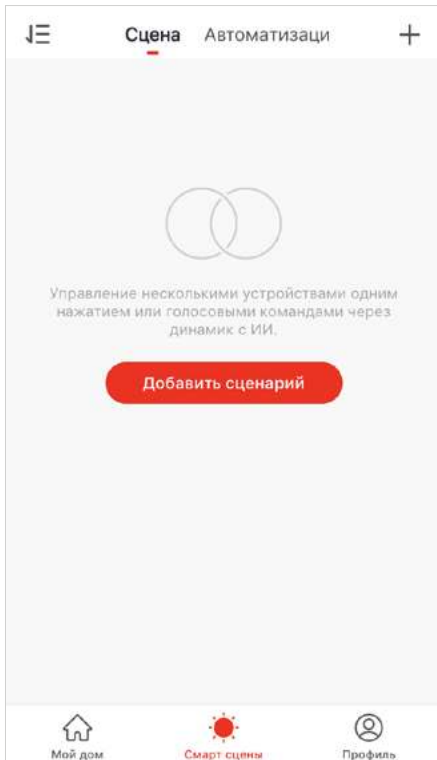 Сцена Автоматизаци
Управление несколькими устройствами одним
нажатием или голосовыми командами через
динамик с ИИ.
Добавить сценарий
Мой дом Смарт сцены Профиль